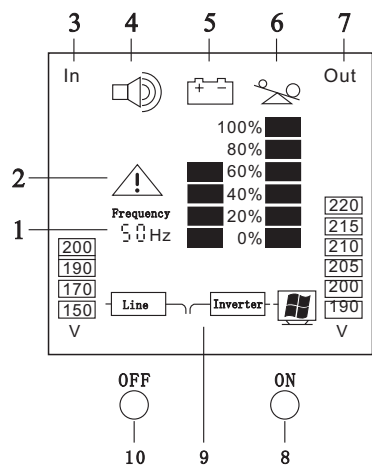 3 4 5 6 7
In Out
+ −
100%
80%
2 60%
40%
Frequency 20%
1 50Hz 0%
220
215
200 210
190 205
170 200
150 Line Inverter 190
V V
OFF ON
10 9 8